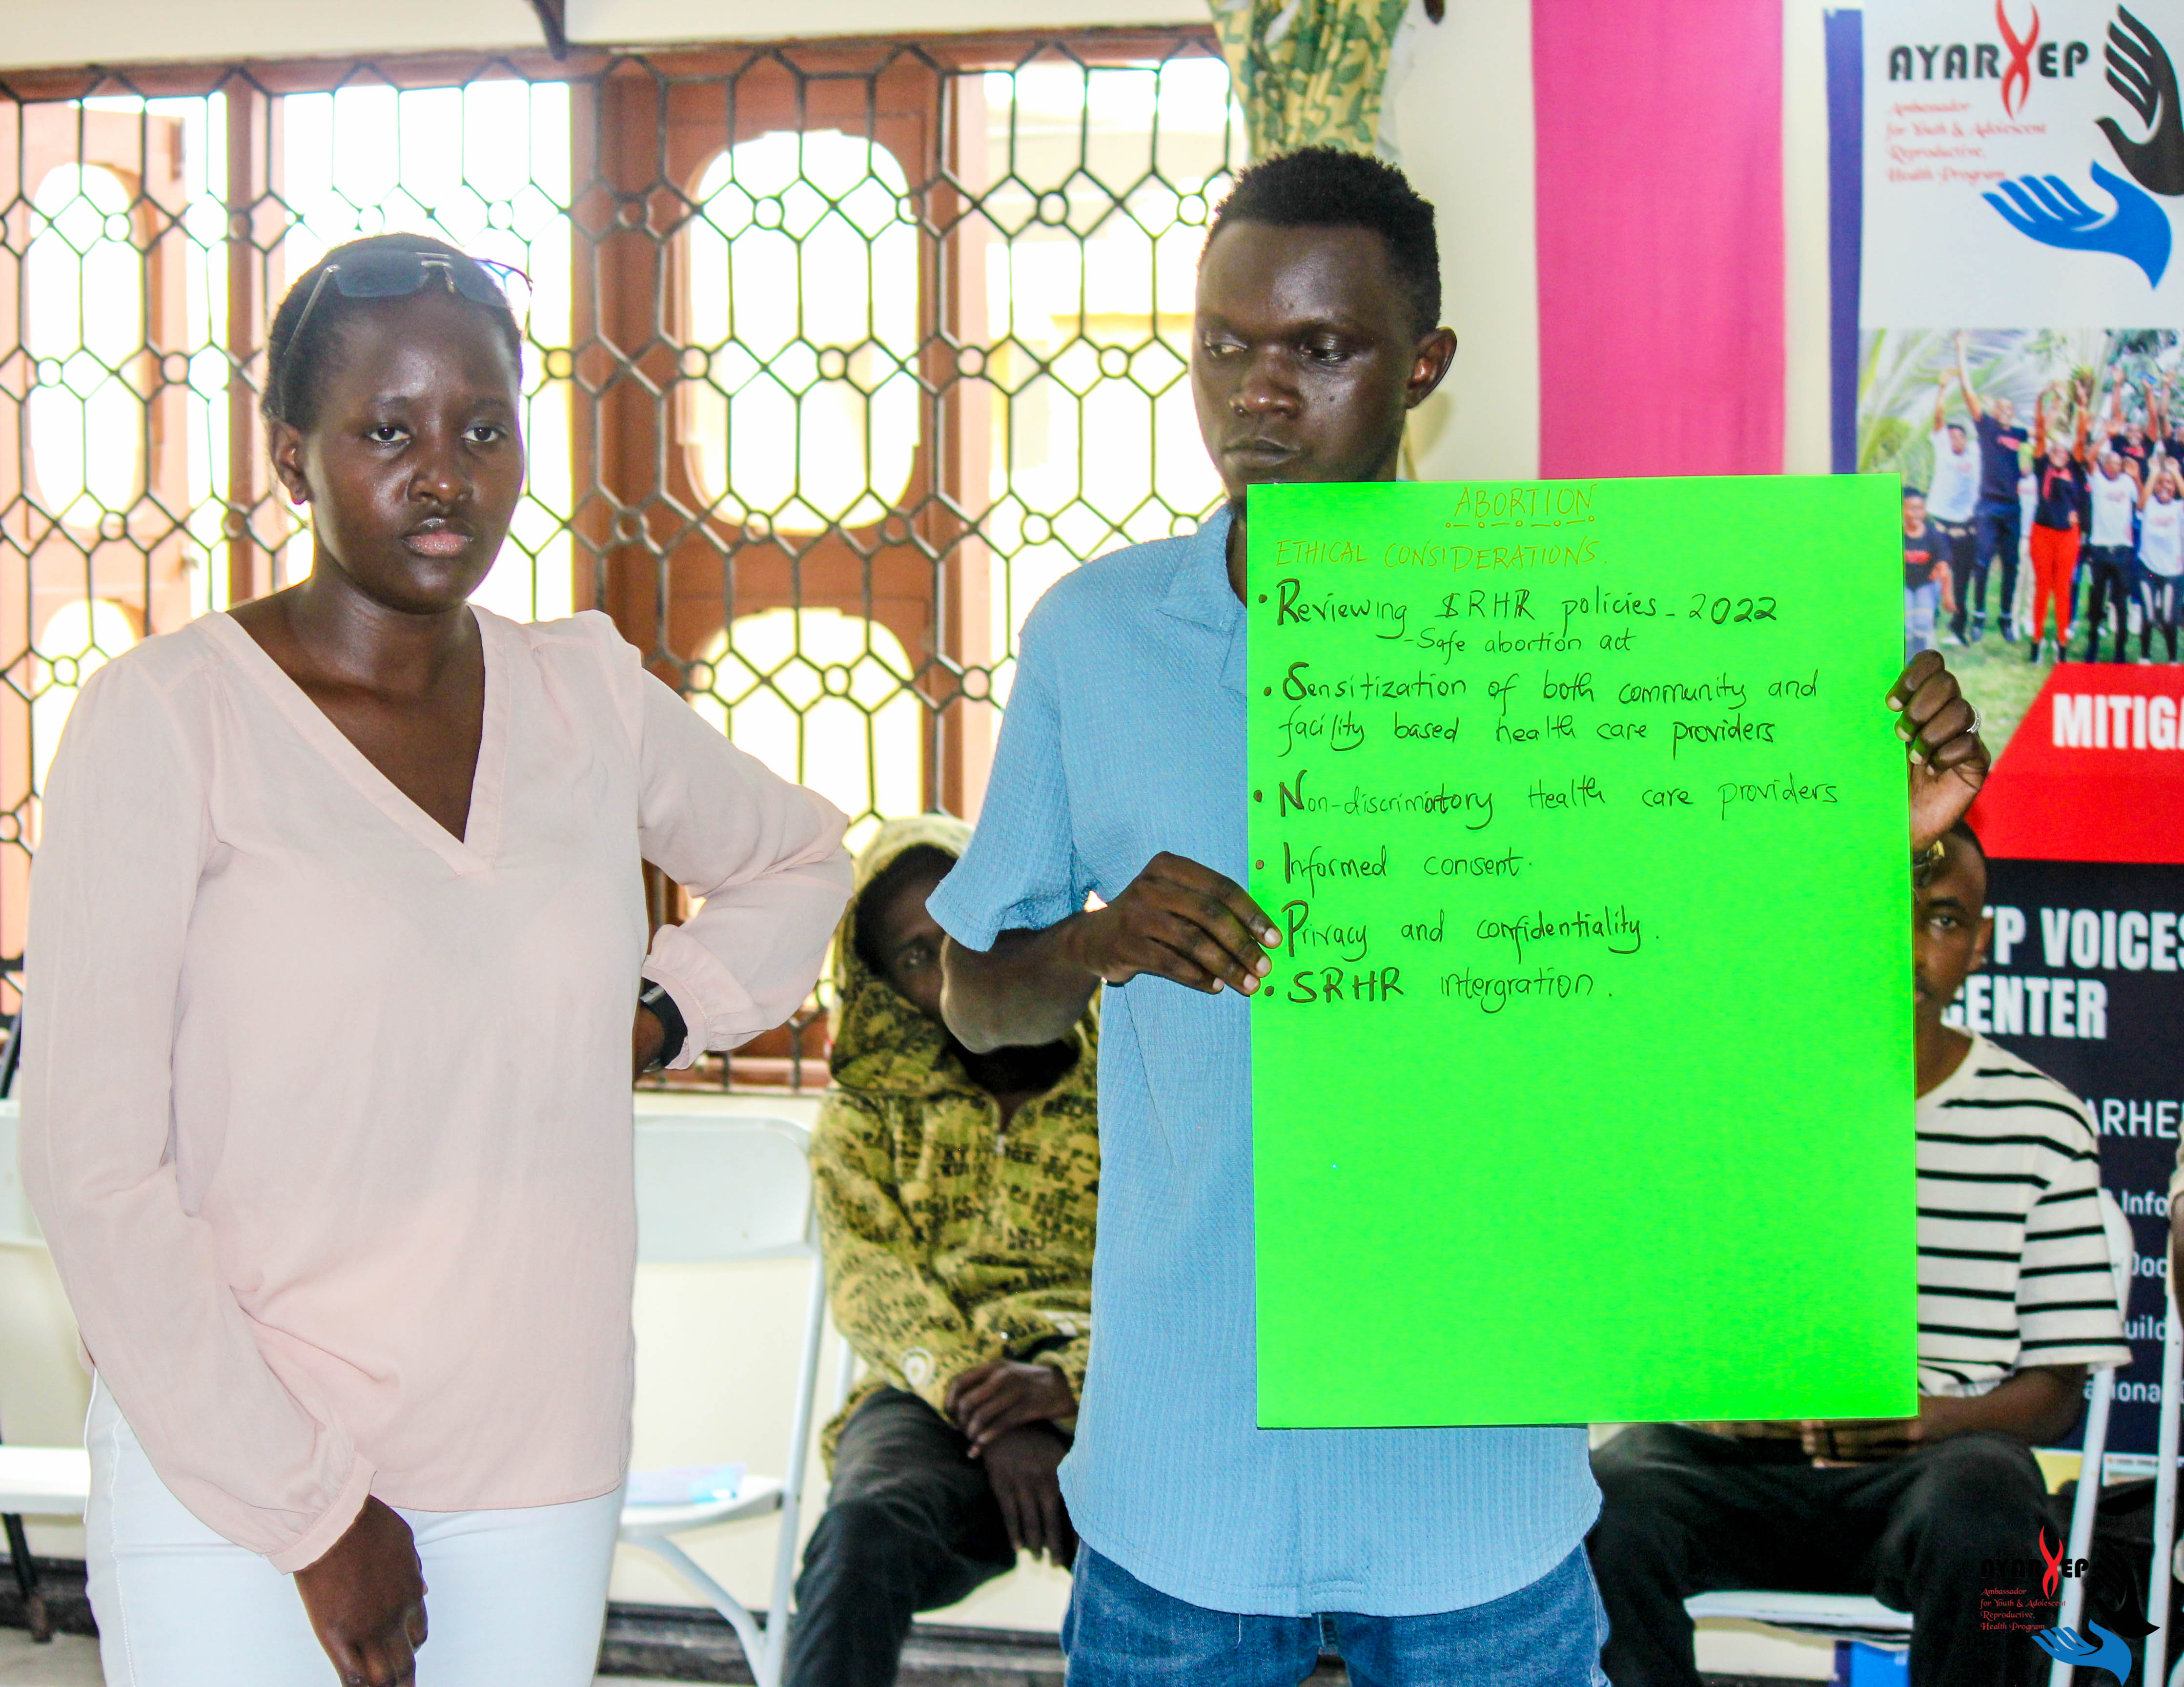 AYARHEP
Ambassador
for Youth & Adolescent
Reproductive,
Health Program
ABORTION
ETHICAL CONSIDERATIONS.
• Reviewing SRHR policies - 2022
- Safe abortion act
• Sensitization of both community and
facility based health care providers
• Non-discrimatory Health care providers
• Informed consent.
• Privacy and confidentiality.
• SRHR intergration.
MITIGA
P VOICES
CENTER
ARHE
Info
Doc
uild
ationa
AYARHEP
Ambassador
for Youth & Adolescent
Reproductive,
Health Program